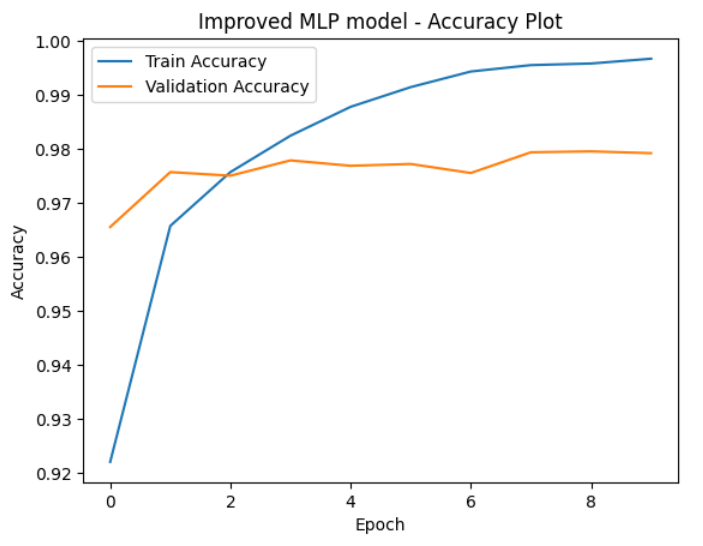 Improved MLP model - Accuracy Plot
Train Accuracy
Validation Accuracy
1.00
0.99
0.98
0.97
0.96
0.95
0.94
0.93
0.92
Accuracy
0 2 4 6 8
Epoch